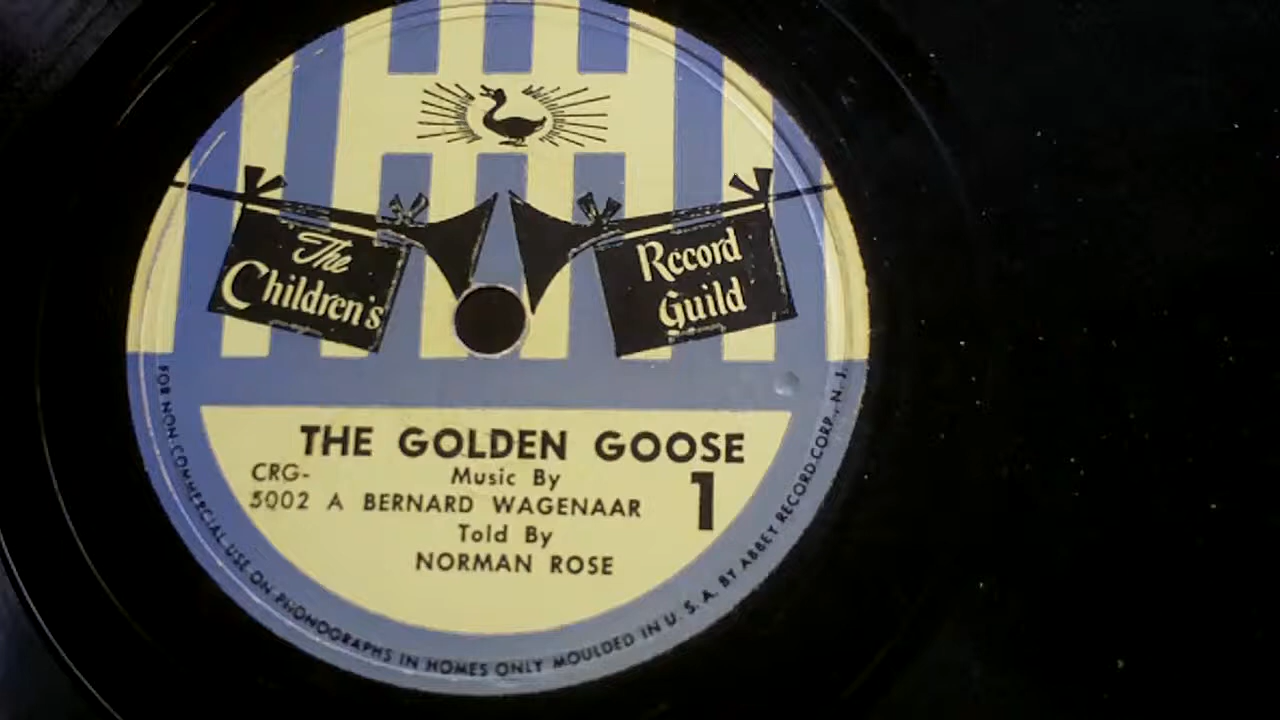 The
Children's
Record
Guild
THE GOLDEN GOOSE
CRG- Music By
5002 A BERNARD WAGENAAR 1
Told By
NORMAN ROSE
FOR NON-COMMERCIAL USE ON PHONOGRAPHS IN HOMES ONLY MOULDED IN U. S. A. BY ABBEY RECORD CORP., N. J.